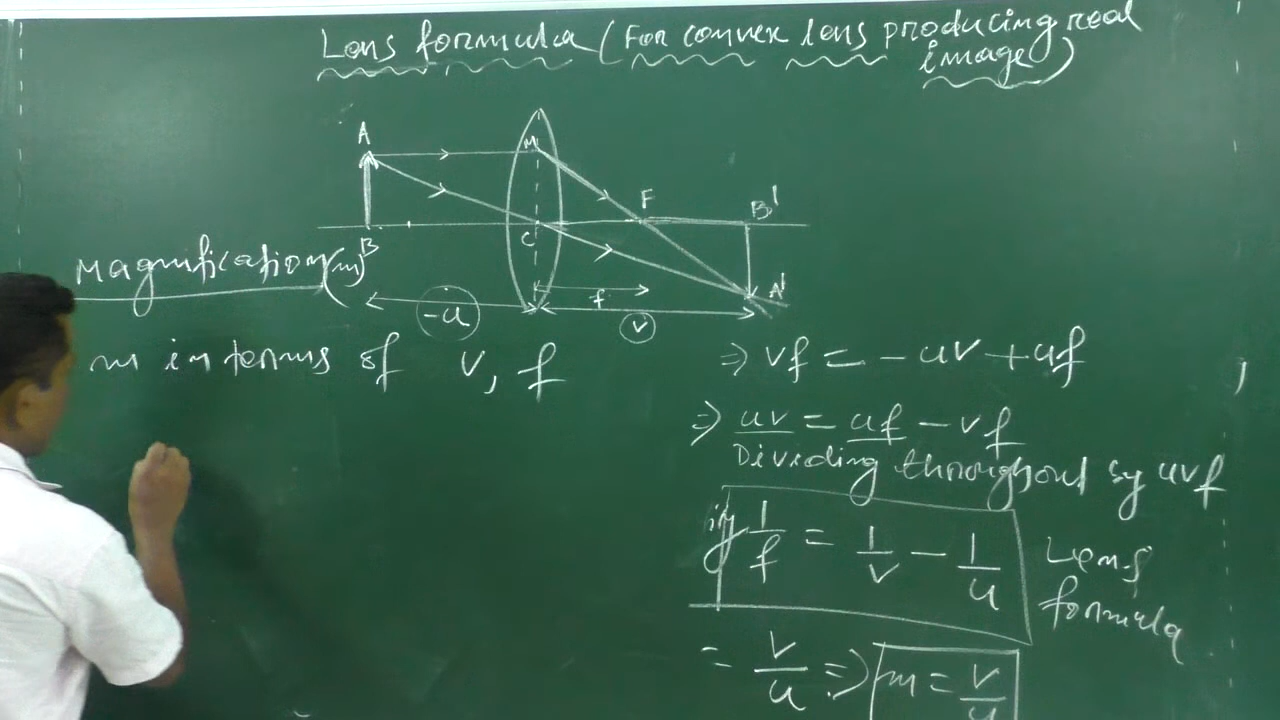 Lens formula (For convex lens producing real
image)
A
M
F
B'
C
B
A'
f
-u
v
Magnification (m)
m in terms of v, f
⇒ vf = - uv + uf
⇒ uv = uf - vf
Dividing throughout by uvf
1/f = 1/v - 1/u
Lens
formula
= v/u ⇒ m = v/u